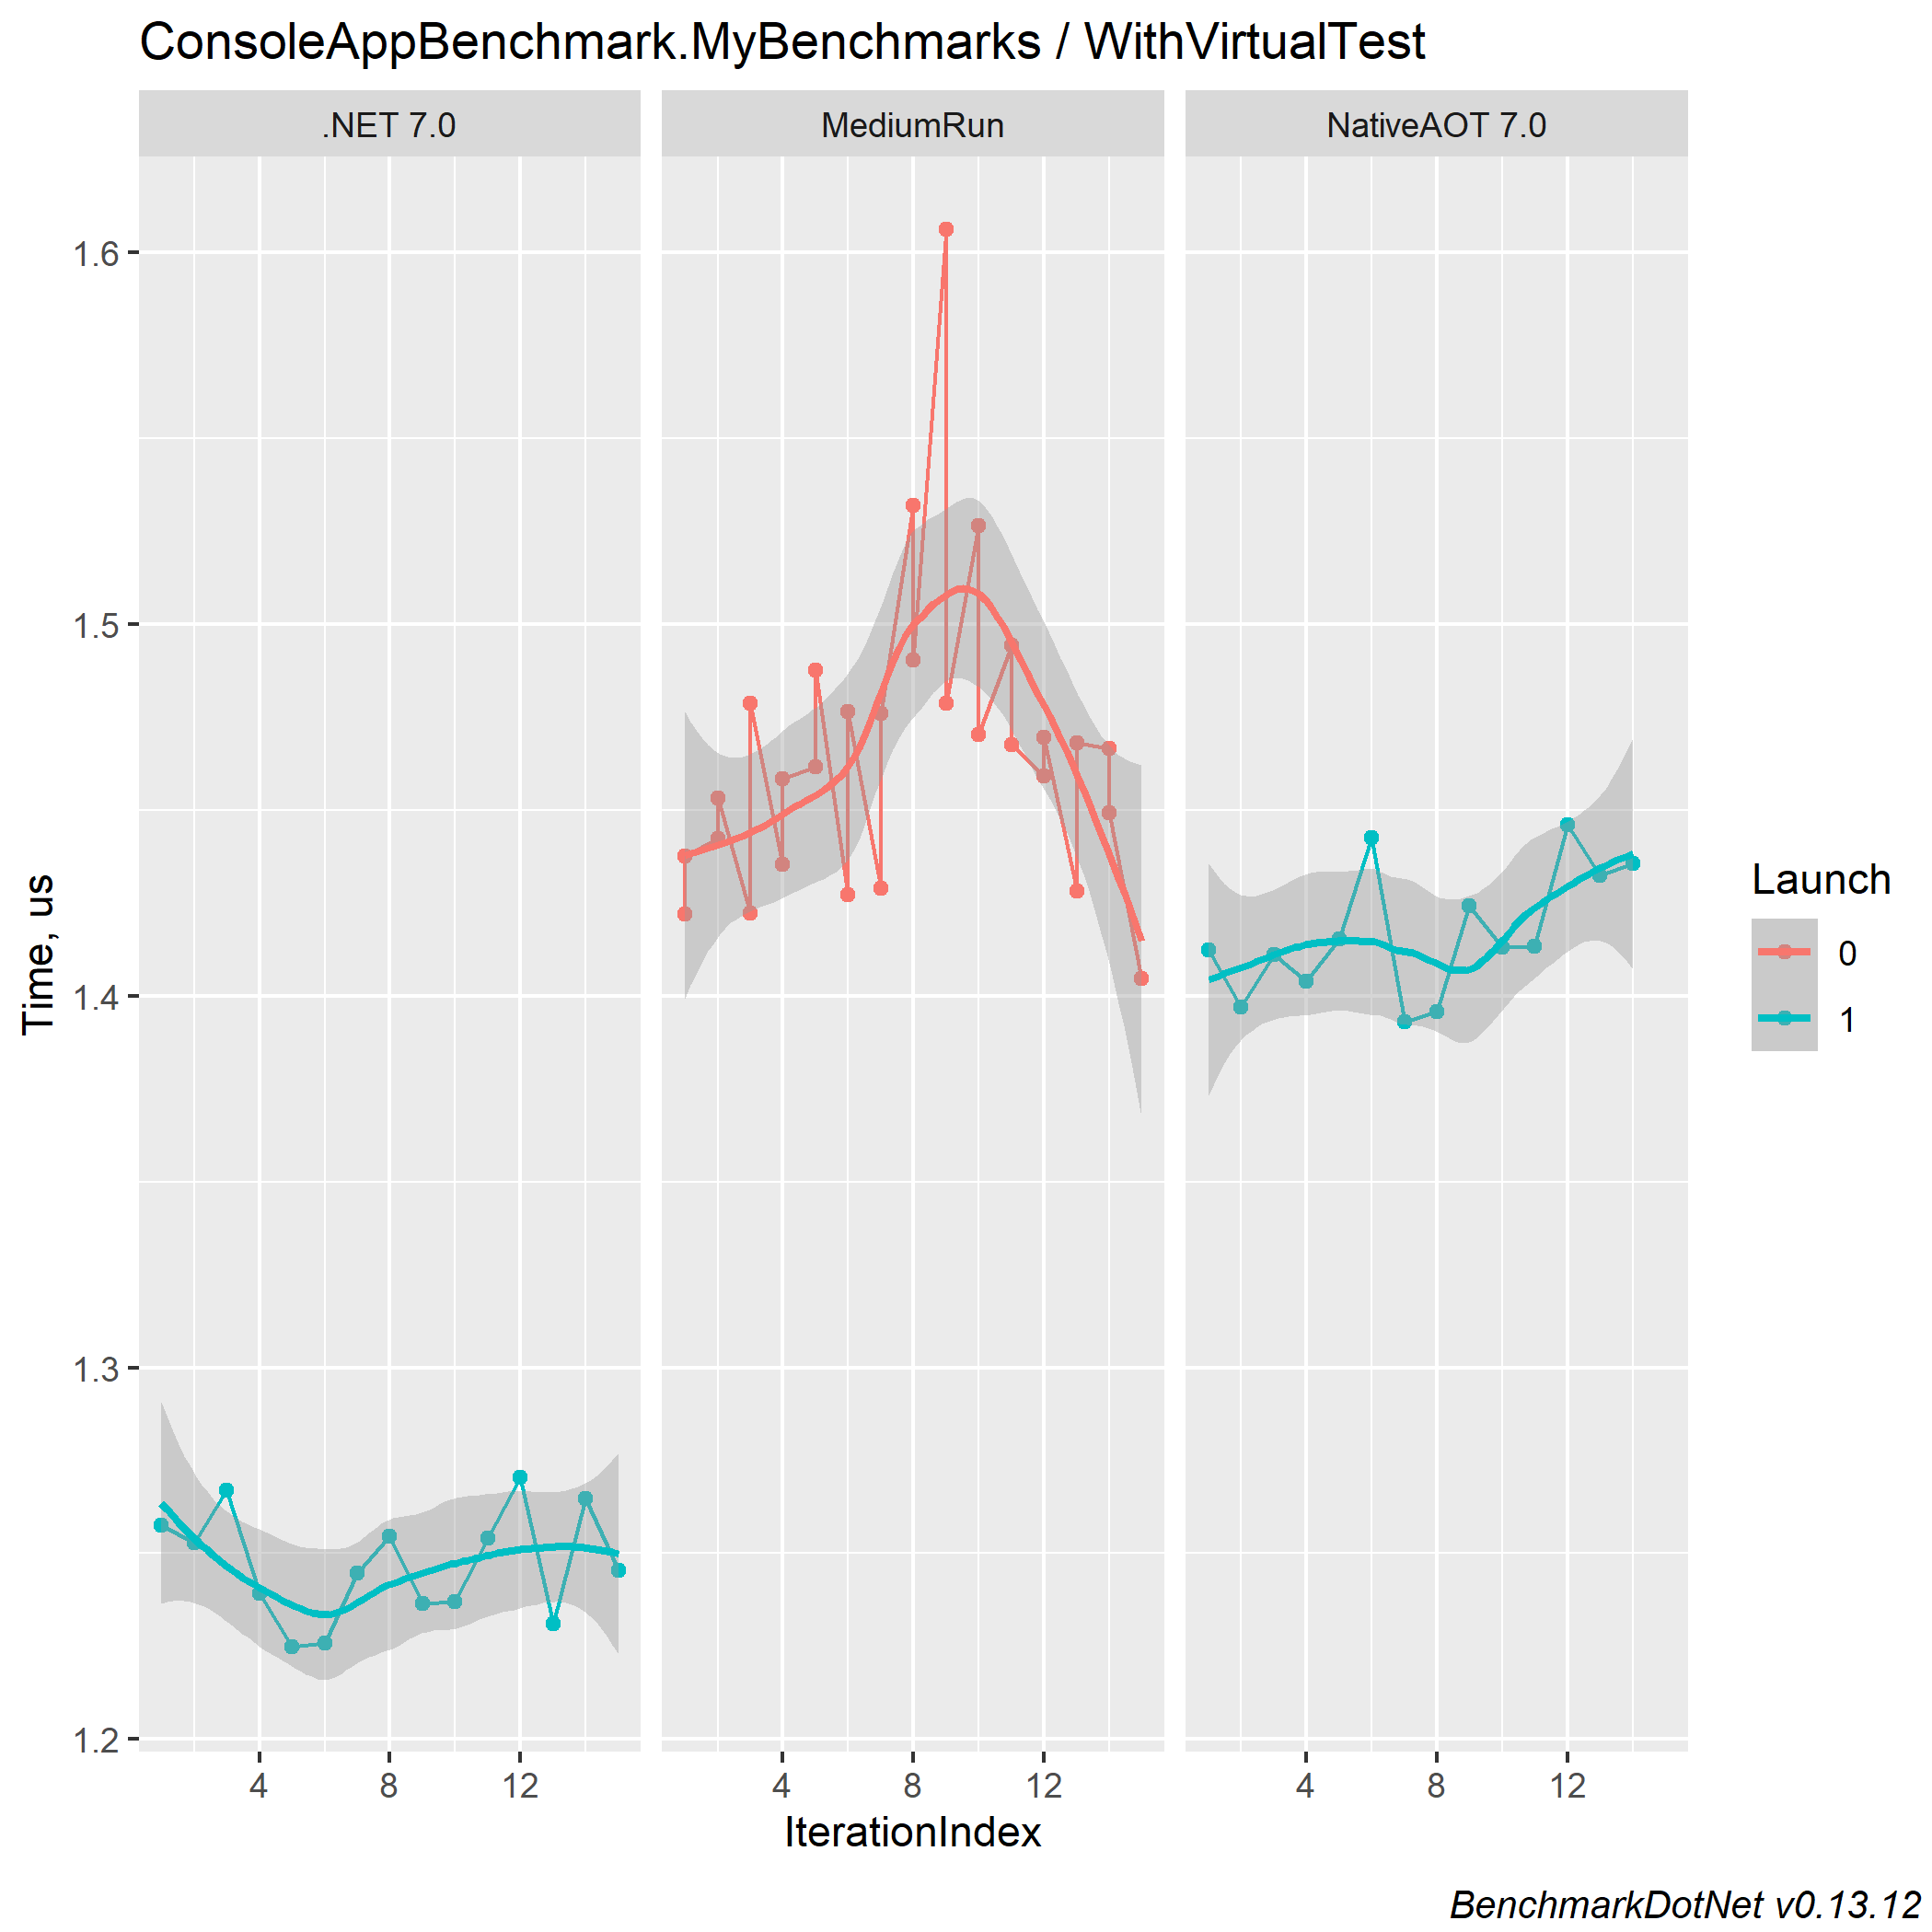 ConsoleAppBenchmark.MyBenchmarks / WithVirtualTest
.NET 7.0
MediumRun
NativeAOT 7.0
1.6
1.5
1.4
1.3
1.2
Time, us
4
8
12
4
8
12
4
8
12
IterationIndex
Launch
0
1
BenchmarkDotNet v0.13.12